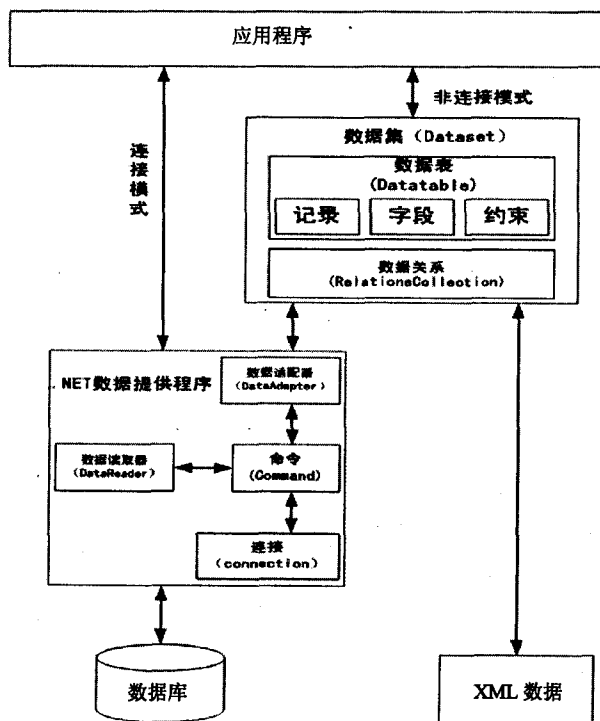 应用程序
非连接模式
连接模式
数据集（Dataset）
数据表
(Datatable)
记录 字段 约束
数据关系
(RelationsCollection)
NET数据提供程序
数据适配器
(DataAdapter)
数据读取器
(DataReader)
命令
(Command)
连接
(connection)
数据库
XML 数据